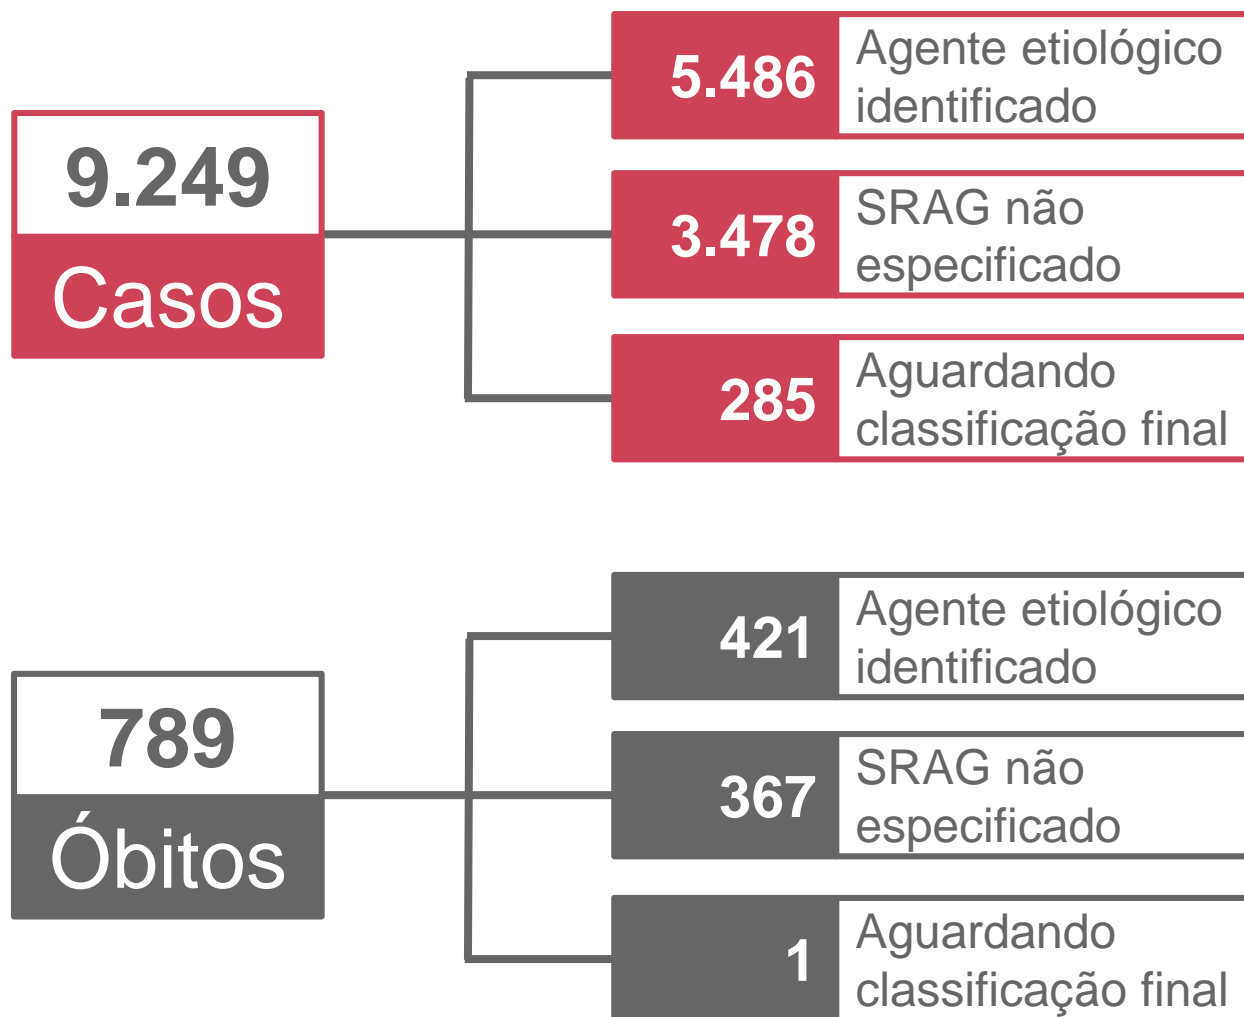 9.249
Casos
5.486
Agente etiológico
identificado
3.478
SRAG não
especificado
285
Aguardando
classificação final
789
Óbitos
421
Agente etiológico
identificado
367
SRAG não
especificado
1
Aguardando
classificação final